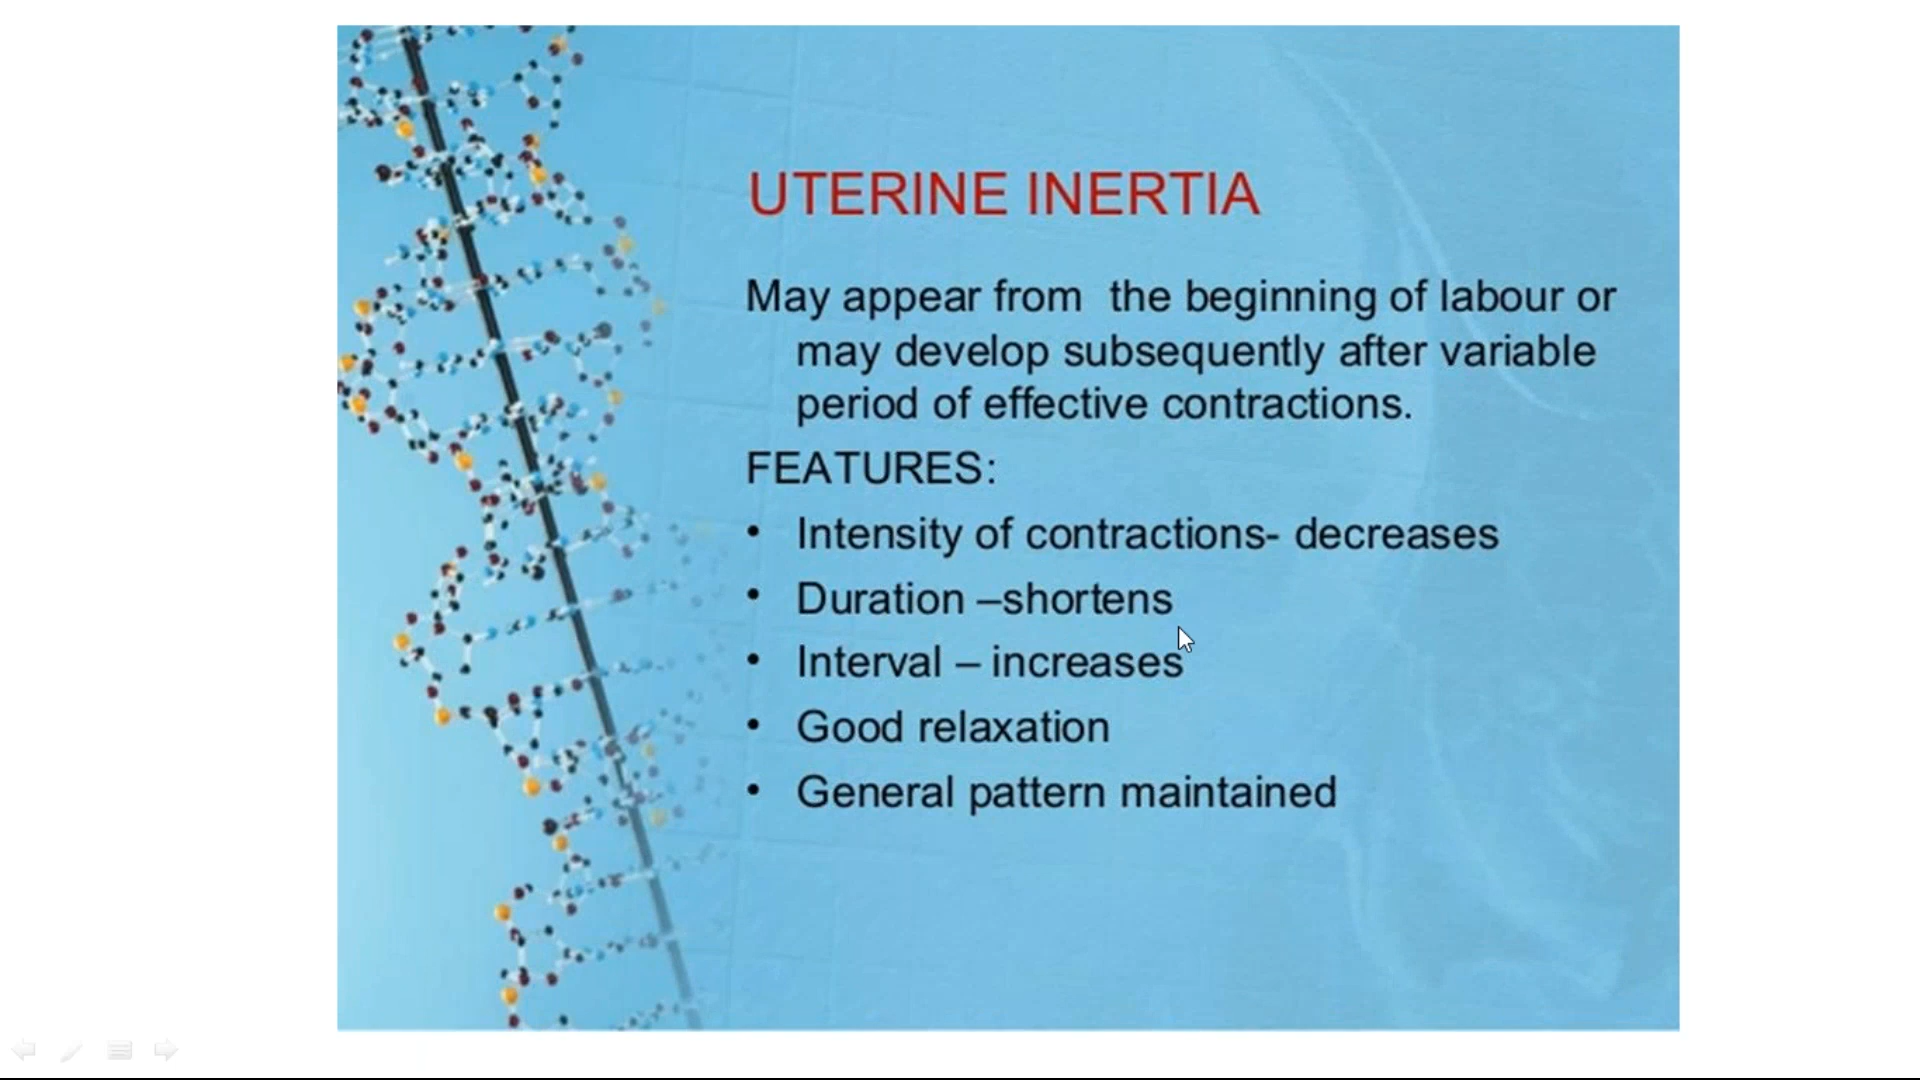 UTERINE INERTIA
May appear from the beginning of labour or
may develop subsequently after variable
period of effective contractions.
FEATURES:
• Intensity of contractions- decreases
• Duration –shortens
• Interval – increases
• Good relaxation
• General pattern maintained